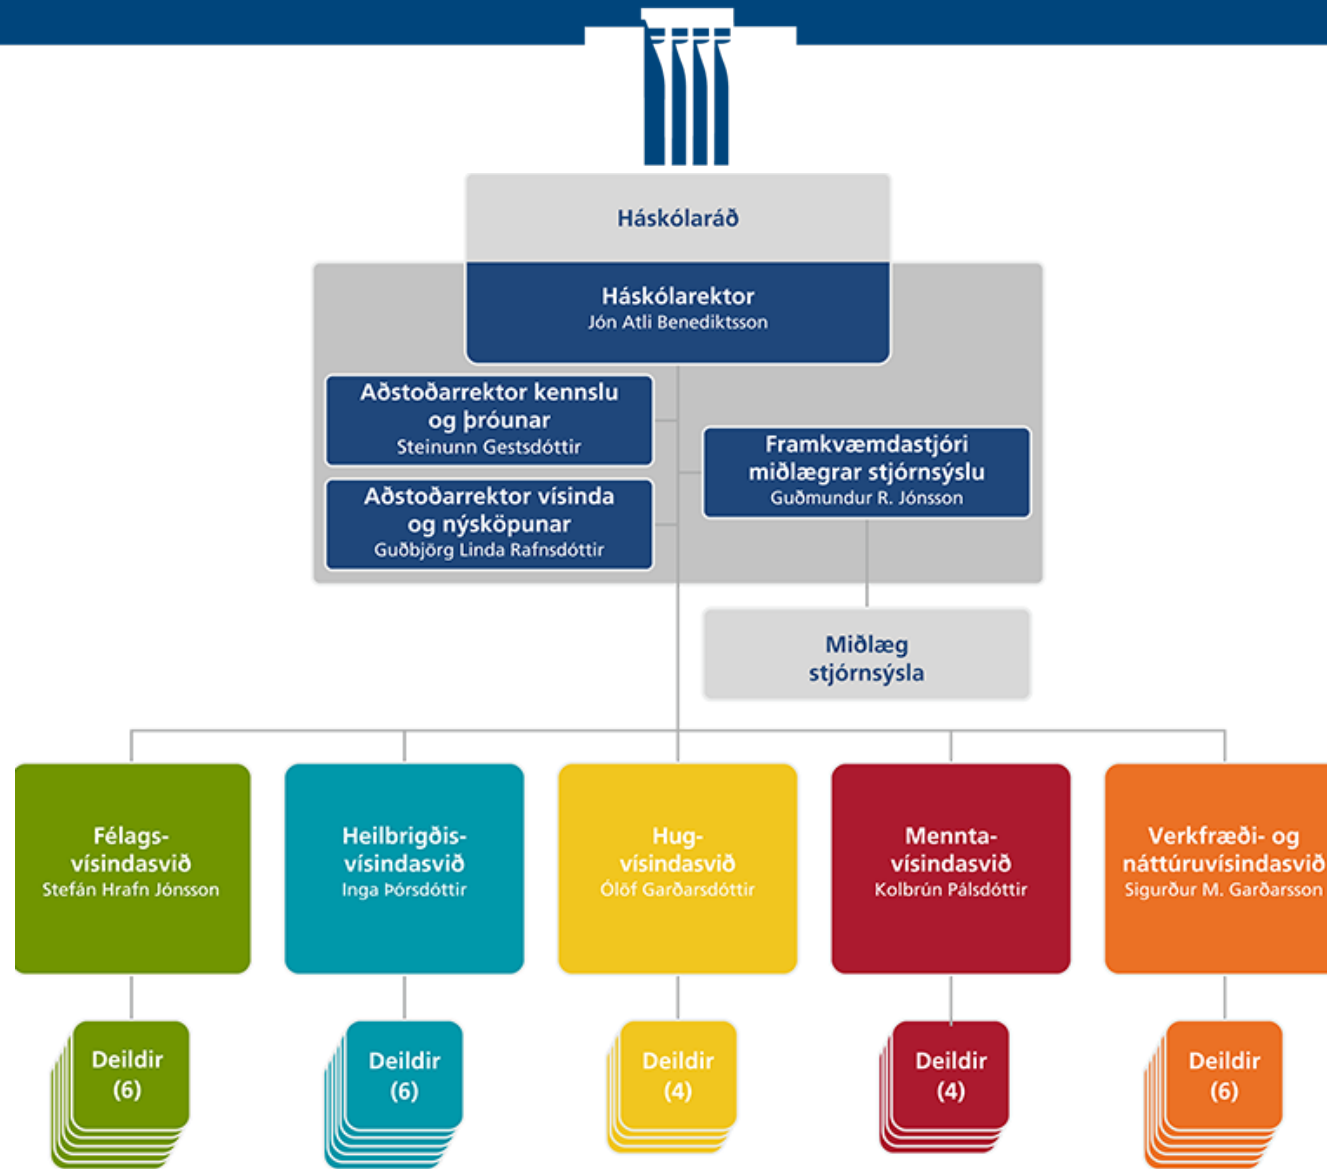 Háskólaráð
Háskólarektor
Jón Atli Benediktsson
Aðstoðarrektor kennslu
og þróunar
Steinunn Gestsdóttir
Framkvæmdastjóri
miðlægrar stjórnsýslu
Guðmundur R. Jónsson
Aðstoðarrektor vísinda
og nýsköpunar
Guðbjörg Linda Rafnsdóttir
Miðlæg
stjórnsýsla
Félags-
vísindasvið
Stefán Hrafn Jónsson
Heilbrigðis-
vísindasvið
Inga Þórsdóttir
Hug-
vísindasvið
Ólöf Garðarsdóttir
Mennta-
vísindasvið
Kolbrún Pálsdóttir
Verkfræði- og
náttúruvísindasvið
Sigurður M. Garðarsson
Deildir
(6)
Deildir
(6)
Deildir
(4)
Deildir
(4)
Deildir
(6)